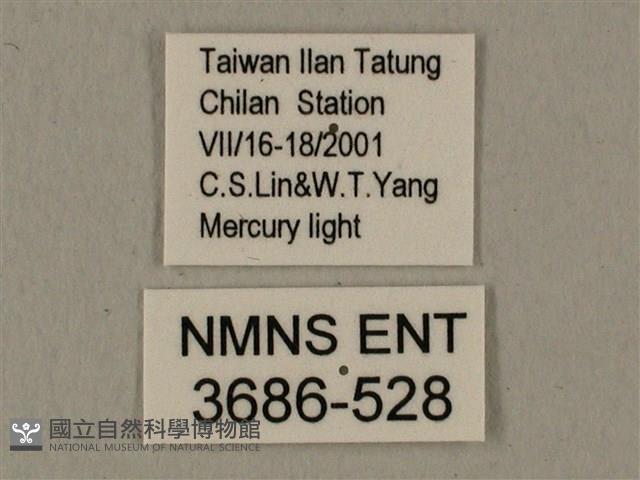 Taiwan Ilan Tatung
Chilan Station
VII/16-18/2001
C.S.Lin&W.T.Yang
Mercury light
NMNS ENT
3686-528
國立自然科學博物館
NATIONAL MUSEUM OF NATURAL SCIENCE